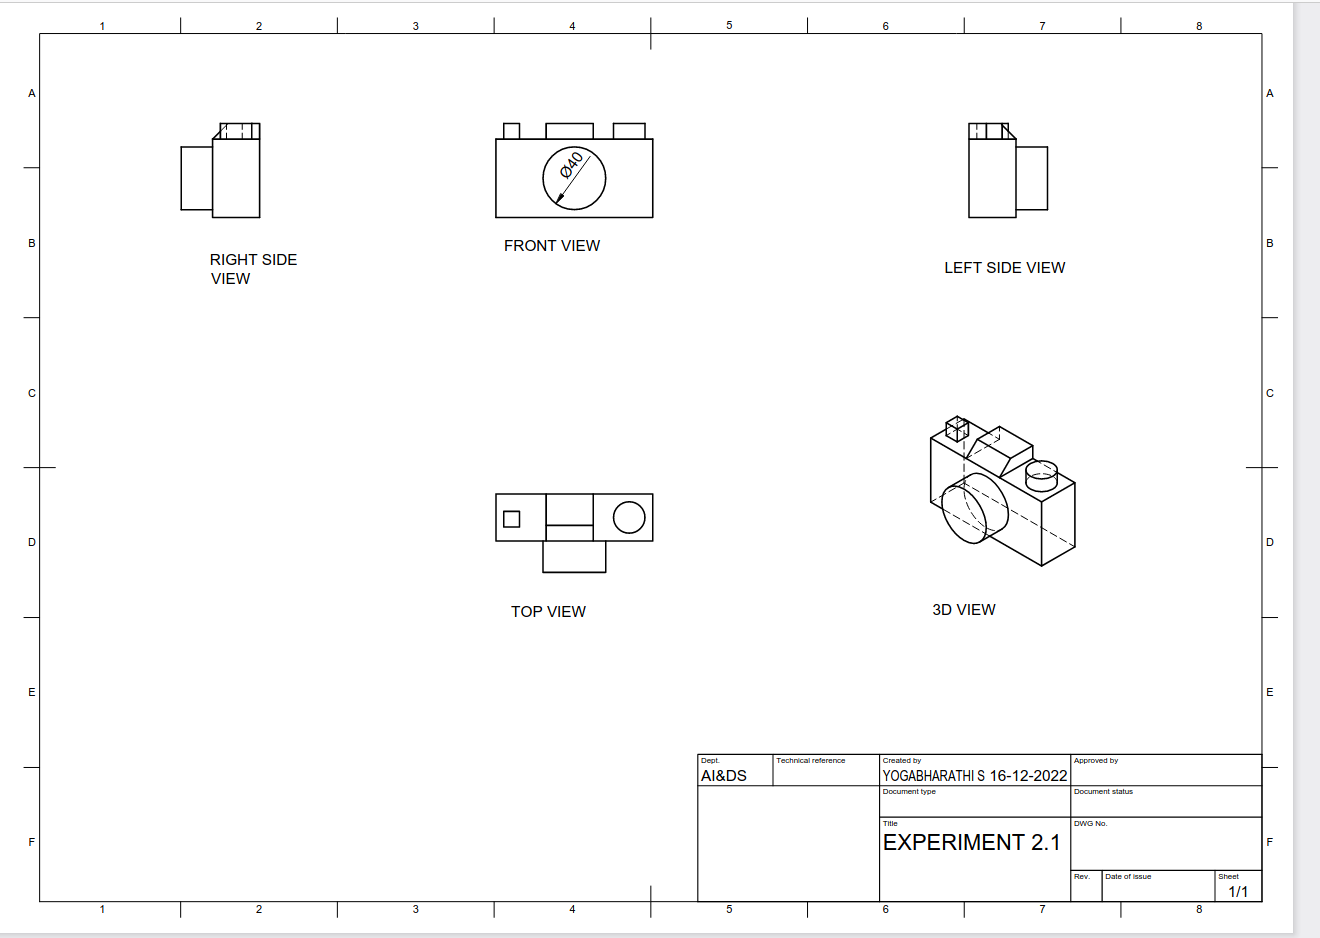 1 2 3 4 5 6 7 8
A A
Ø40
B B
RIGHT SIDE
VIEW
FRONT VIEW
LEFT SIDE VIEW
C C
D D
TOP VIEW
3D VIEW
E E
Dept. Technical reference Created by Approved by
AI&DS YOGABHARATHI S 16-12-2022
Document type Document status
Title DWG No.
EXPERIMENT 2.1
F F
Rev. Date of issue Sheet
1/1
1 2 3 4 5 6 7 8